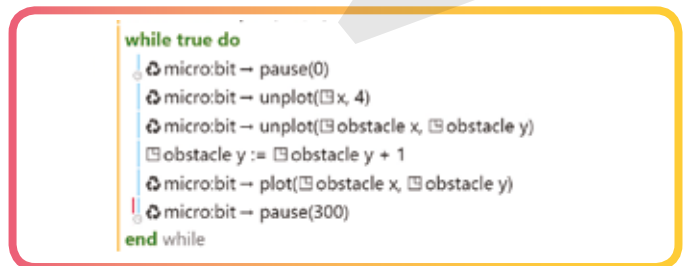 while true do
♻ micro:bit → pause(0)
♻ micro:bit → unplot(◳x, 4)
♻ micro:bit → unplot(◳obstacle x, ◳obstacle y)
◳obstacle y := ◳obstacle y + 1
♻ micro:bit → plot(◳obstacle x, ◳obstacle y)
♻ micro:bit → pause(300)
end while